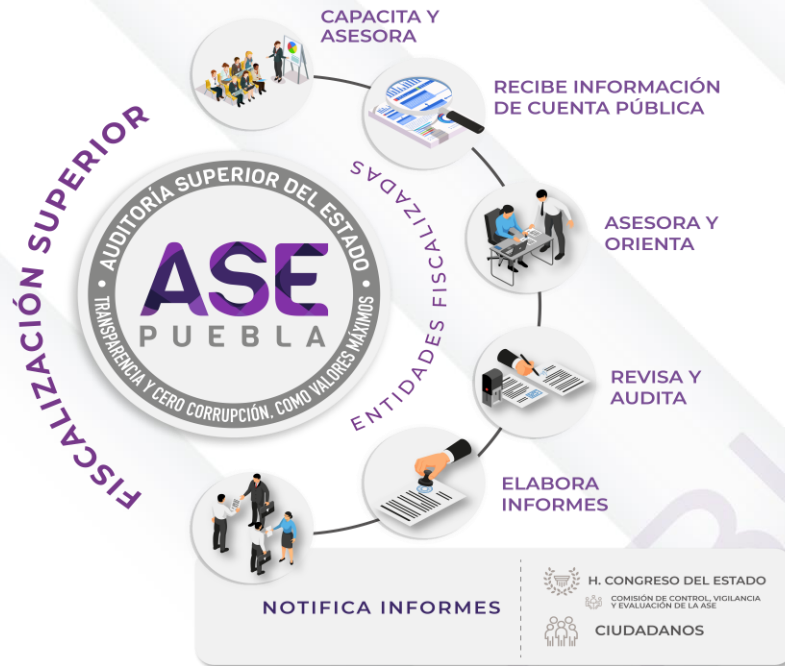 CAPACITA Y
ASESORA
RECIBE INFORMACIÓN
DE CUENTA PÚBLICA
FISCALIZACIÓN SUPERIOR
AUDITORÍA SUPERIOR DEL ESTADO
ASE
PUEBLA
TRANSPARENCIA Y CERO CORRUPCIÓN, COMO VALORES MÁXIMOS
ENTIDADES FISCALIZADAS
ASESORA Y
ORIENTA
REVISA Y
AUDITA
ELABORA
INFORMES
NOTIFICA INFORMES
H. CONGRESO DEL ESTADO
COMISIÓN DE CONTROL, VIGILANCIA
Y EVALUACIÓN DE LA ASE
CIUDADANOS